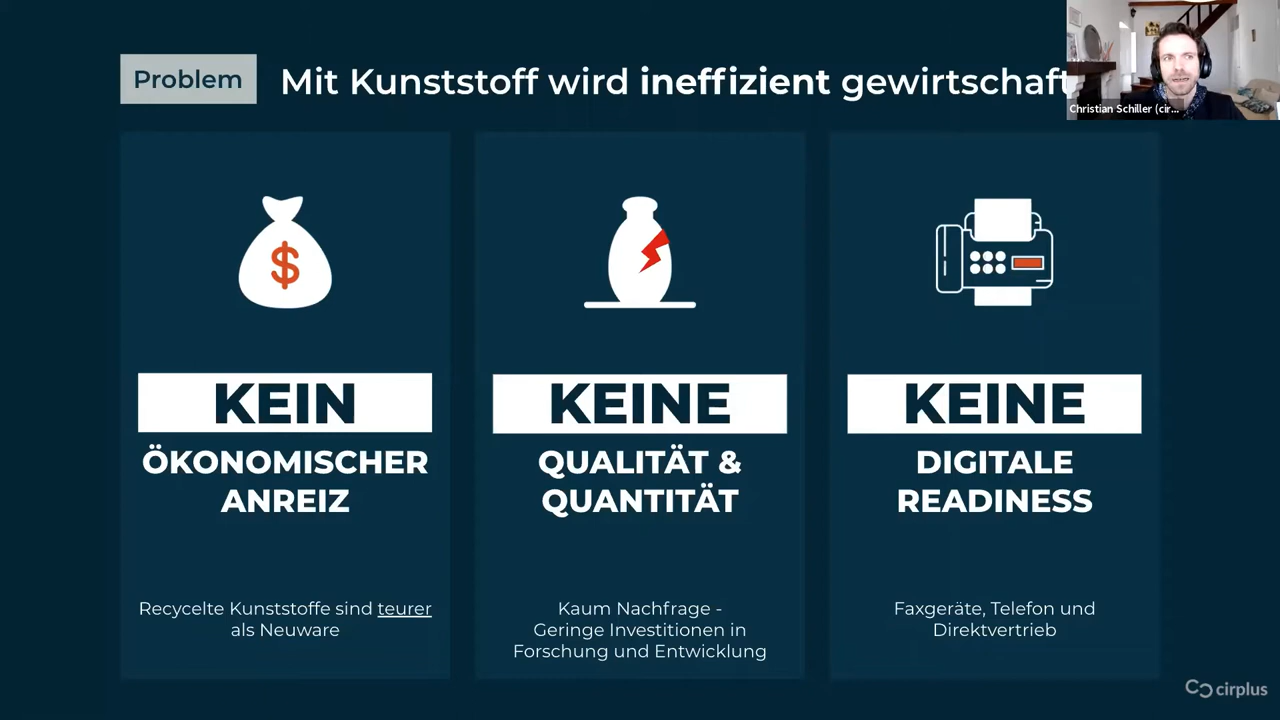 Problem
Mit Kunststoff wird ineffizient gewirtschaft
Christian Schiller (cir...
$
KEIN
ÖKONOMISCHER
ANREIZ
Recycelte Kunststoffe sind teurer
als Neuware
KEINE
QUALITÄT &
QUANTITÄT
Kaum Nachfrage -
Geringe Investitionen in
Forschung und Entwicklung
KEINE
DIGITALE
READINESS
Faxgeräte, Telefon und
Direktvertrieb
cirplus